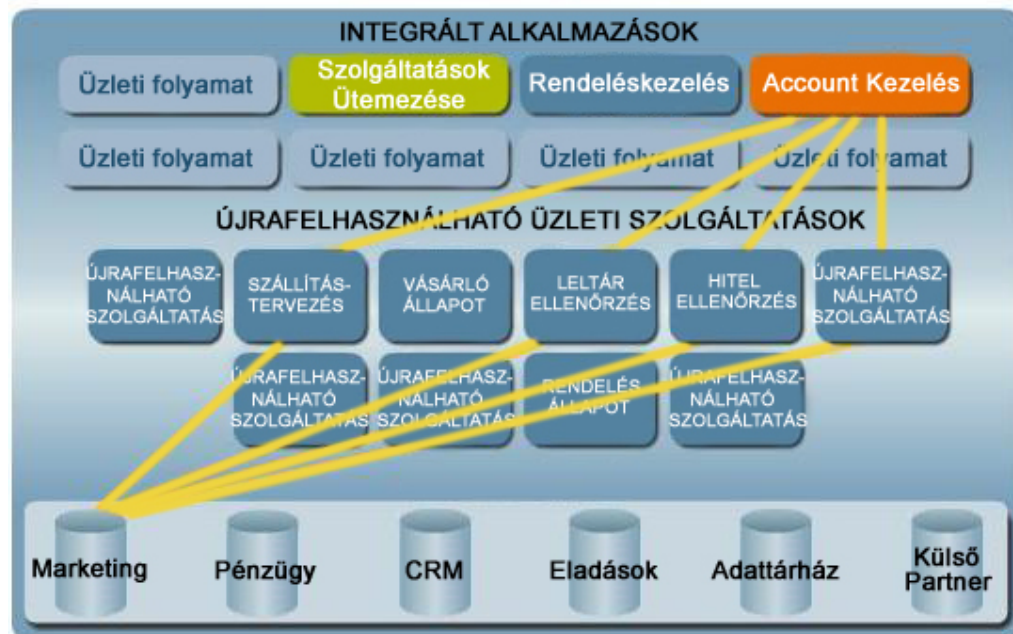 INTEGRÁLT ALKALMAZÁSOK
Üzleti folyamat
Szolgáltatások
Ütemezése
Rendeléskezelés
Account Kezelés
Üzleti folyamat
Üzleti folyamat
Üzleti folyamat
Üzleti folyamat
ÚJRAFELHASZNÁLHATÓ ÜZLETI SZOLGÁLTATÁSOK
ÚJRAFELHASZ-
NÁLHATÓ
SZOLGÁLTATÁS
SZÁLLÍTÁS-
TERVEZÉS
VÁSÁRLÓ
ÁLLAPOT
LELTÁR
ELLENŐRZÉS
HITEL
ELLENŐRZÉS
ÚJRAFELHASZ-
NÁLHATÓ
SZOLGÁLTATÁS
ÚJRAFELHASZ-
NÁLHATÓ
SZOLGÁLTATÁS
ÚJRAFELHASZ-
NÁLHATÓ
SZOLGÁLTATÁS
RENDELÉS
ÁLLAPOT
ÚJRAFELHASZ-
NÁLHATÓ
SZOLGÁLTATÁS
Marketing
Pénzügy
CRM
Eladások
Adattárház
Külső
Partner